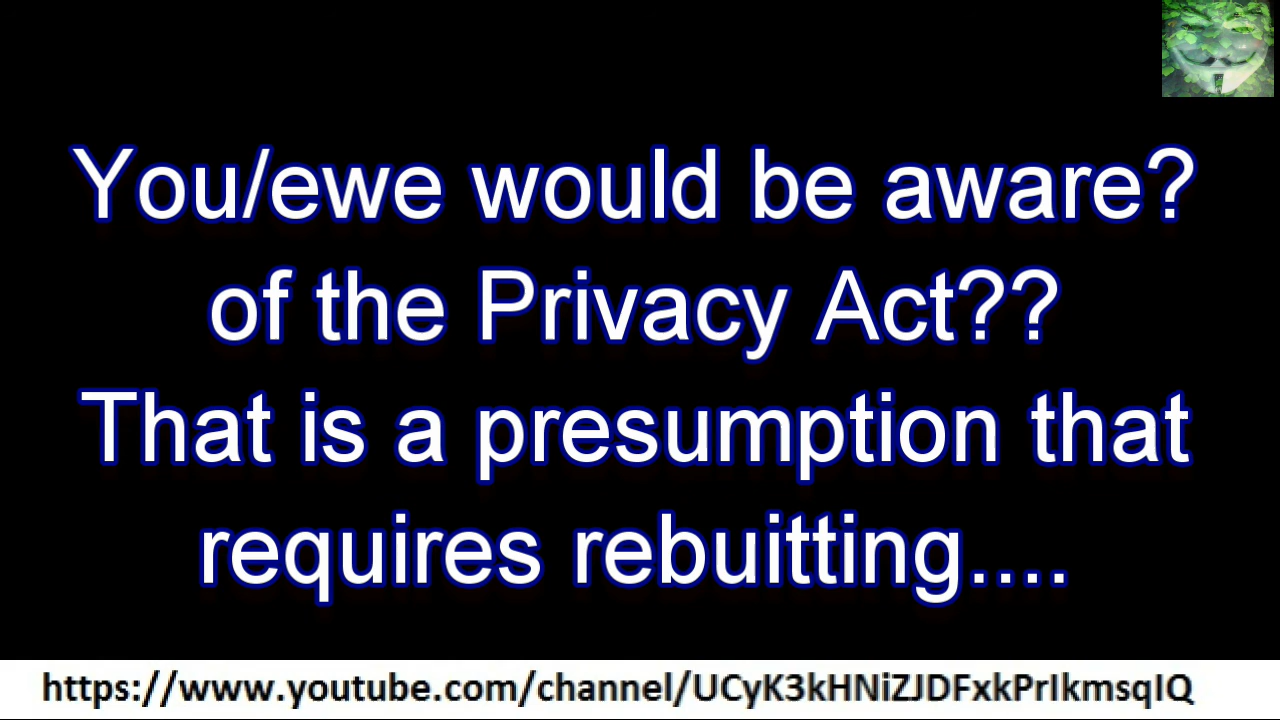 You/ewe would be aware?
of the Privacy Act??
That is a presumption that
requires rebuitting....
https://www.youtube.com/channel/UCyK3kHNiZJDFxkPrIkmsqIQ